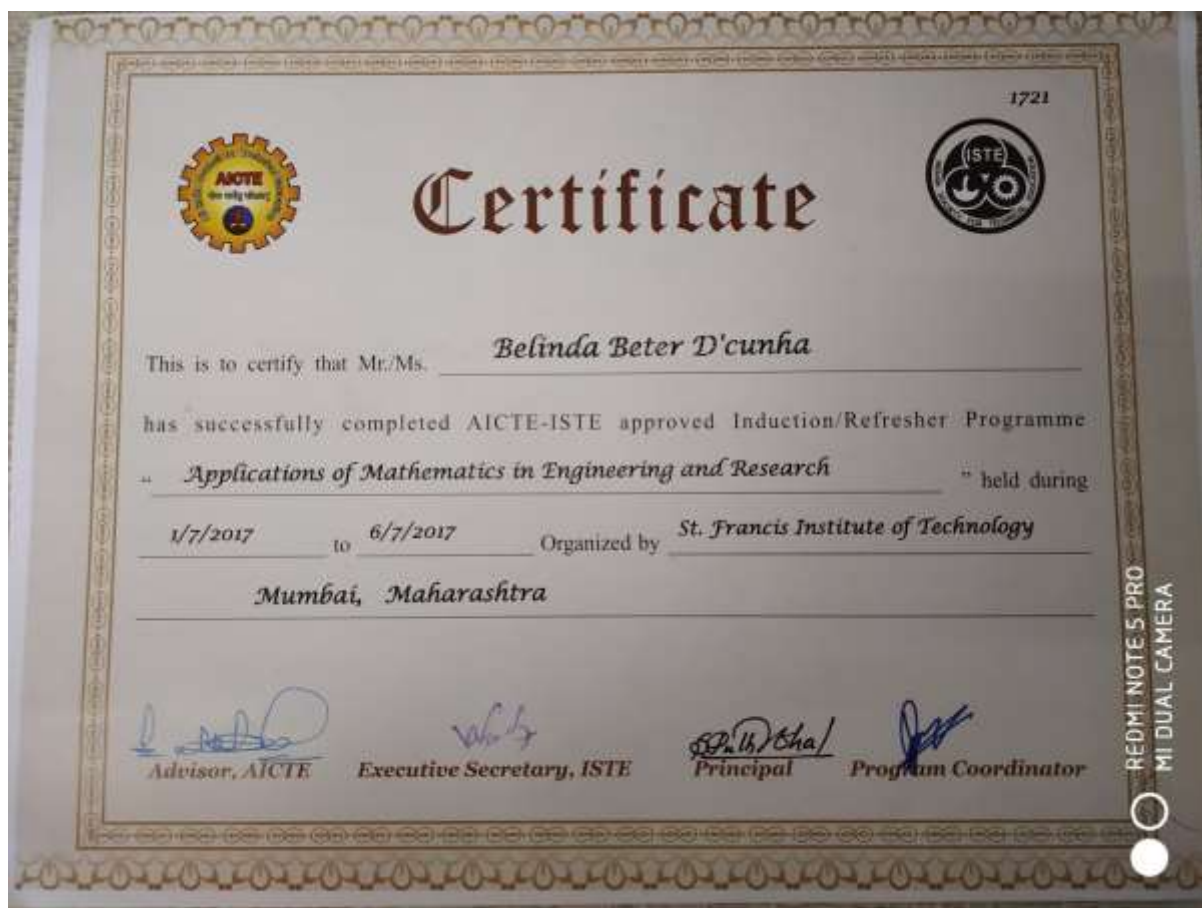 1721
AICTE
ISTE
Certificate
This is to certify that Mr./Ms. Belinda Beter D'cunha
has successfully completed AICTE-ISTE approved Induction/Refresher Programme
" Applications of Mathematics in Engineering and Research " held during
1/7/2017 to 6/7/2017 Organized by St. Francis Institute of Technology
Mumbai, Maharashtra
Advisor, AICTE Executive Secretary, ISTE Principal Program Coordinator
REDMI NOTE 5 PRO
MI DUAL CAMERA